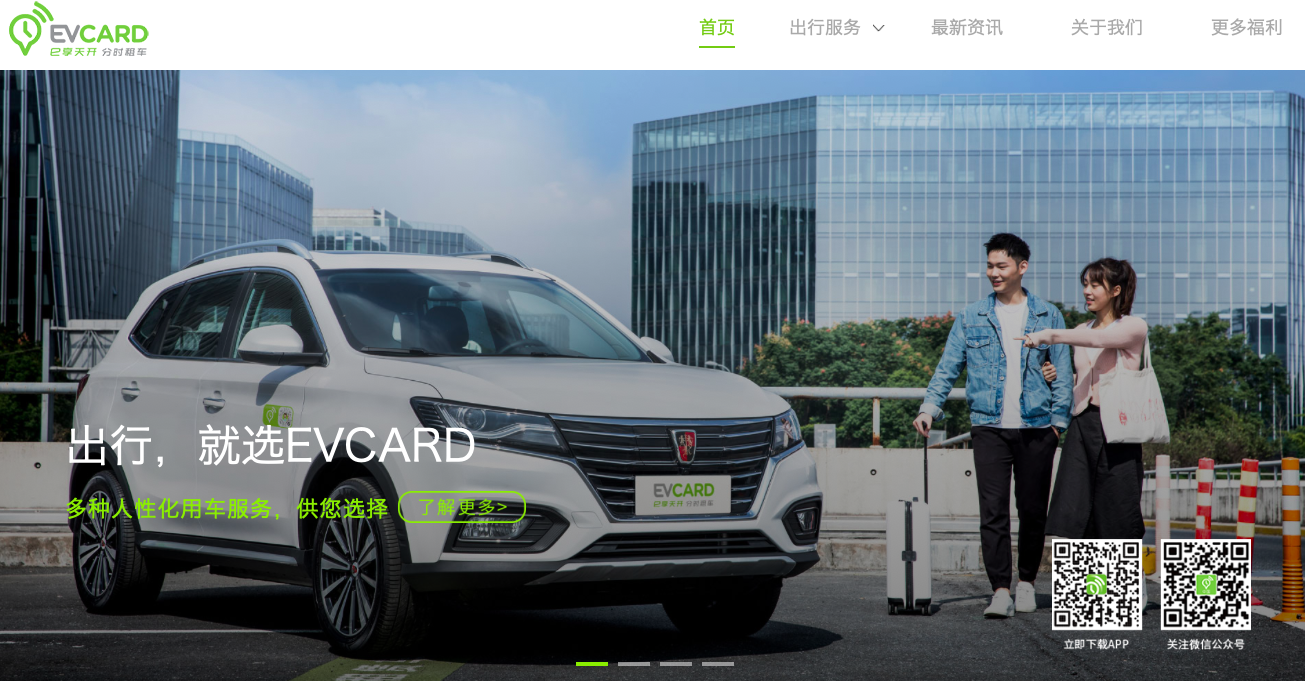 EVCARD
e享天开 分时租车
首页
出行服务
最新资讯
关于我们
更多福利
EVCARD
e享天开 分时租车
出行，就选EVCARD
多种人性化用车服务，供您选择
了解更多>
立即下载APP
关注微信公众号